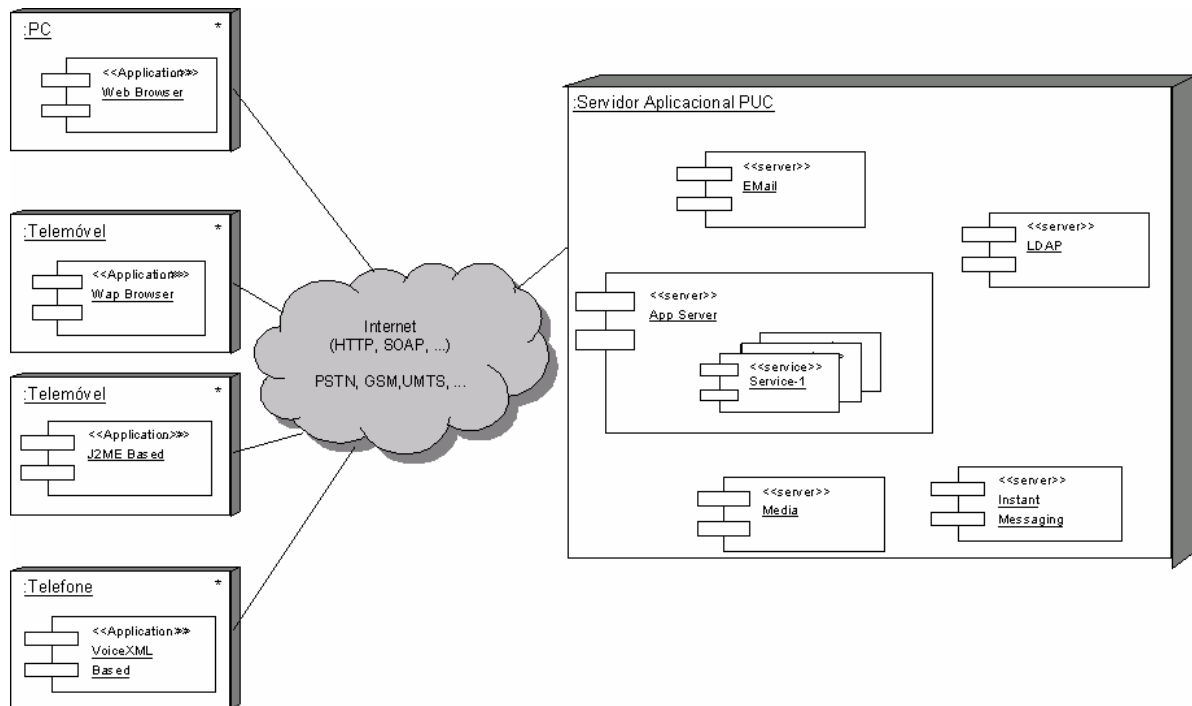 :PC *
<<Application>>
Web Browser
:Telemóvel *
<<Application>>
Wap Browser
:Telemóvel *
<<Application>>
J2ME Based
:Telefone *
<<Application>>
VoiceXML
Based
Internet
(HTTP, SOAP, ...)
PSTN, GSM,UMTS, ...
:Servidor Aplicacional PUC
<<server>>
EMail
<<server>>
LDAP
<<server>>
App Server
<<service>>
Service-1
<<server>>
Media
<<server>>
Instant
Messaging